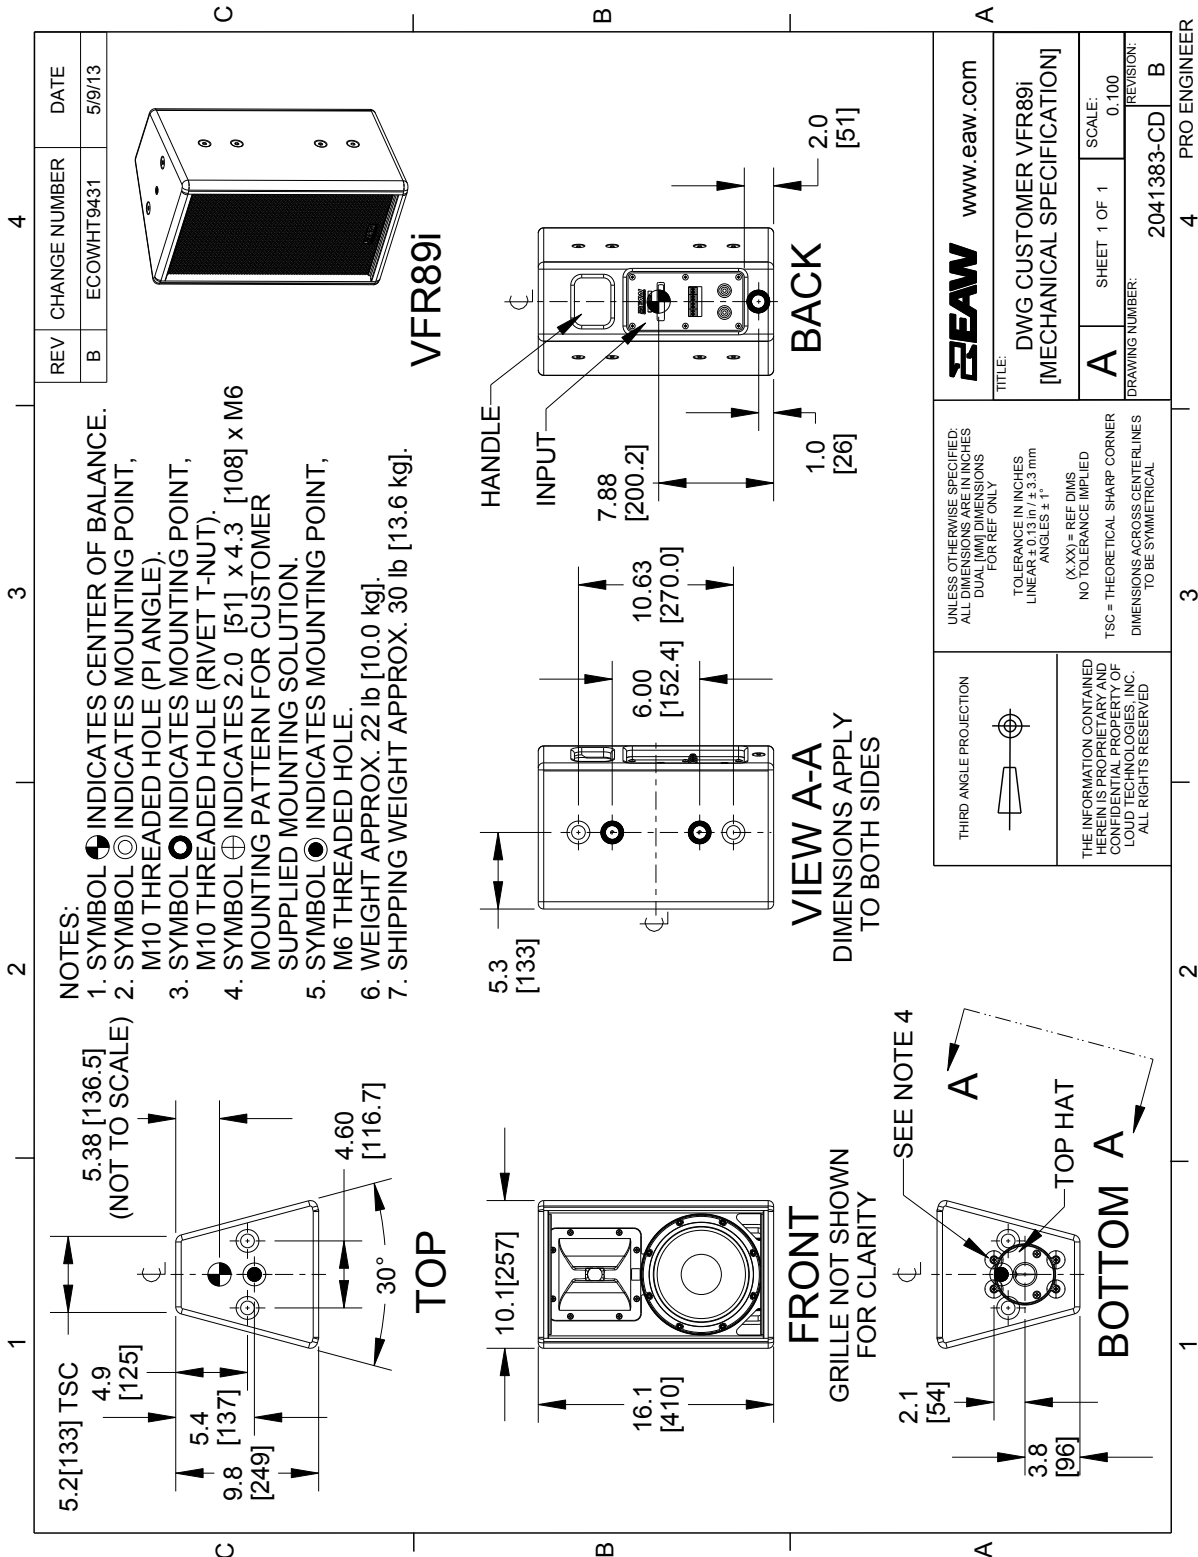 1
2
3
4
C
B
A
REV CHANGE NUMBER DATE
B ECOWHT9431 5/9/13
NOTES:
1. SYMBOL INDICATES CENTER OF BALANCE.
2. SYMBOL INDICATES MOUNTING POINT,
M10 THREADED HOLE (PI ANGLE).
3. SYMBOL INDICATES MOUNTING POINT,
M10 THREADED HOLE (RIVET T-NUT).
4. SYMBOL INDICATES 2.0 [51] x 4.3 [108] x M6
MOUNTING PATTERN FOR CUSTOMER
SUPPLIED MOUNTING SOLUTION.
5. SYMBOL INDICATES MOUNTING POINT,
M6 THREADED HOLE.
6. WEIGHT APPROX. 22 lb [10.0 kg].
7. SHIPPING WEIGHT APPROX. 30 lb [13.6 kg].
VFR89i
5.2[133] TSC
4.9
[125]
5.4
[137]
9.8
[249]
5.38 [136.5]
(NOT TO SCALE)
4.60
[116.7]
30°
TOP
10.1[257]
16.1
[410]
FRONT
GRILLE NOT SHOWN
FOR CLARITY
5.3
[133]
6.00
[152.4]
10.63
[270.0]
VIEW A-A
DIMENSIONS APPLY
TO BOTH SIDES
HANDLE
INPUT
7.88
[200.2]
1.0
[26]
2.0
[51]
BACK
2.1
[54]
3.8
[96]
SEE NOTE 4
TOP HAT
A
A
BOTTOM
THIRD ANGLE PROJECTION
THE INFORMATION CONTAINED
HEREIN IS PROPRIETARY AND
CONFIDENTIAL PROPERTY OF
LOUD TECHNOLOGIES, INC.
ALL RIGHTS RESERVED
UNLESS OTHERWISE SPECIFIED:
ALL DIMENSIONS ARE IN INCHES
DUAL [MM] DIMENSIONS
FOR REF ONLY
TOLERANCE IN INCHES
LINEAR ± 0.13 in / ± 3.3 mm
ANGLES ± 1°
(X.XX) = REF DIMS
NO TOLERANCE IMPLIED
TSC = THEORETICAL SHARP CORNER
DIMENSIONS ACROSS CENTERLINES
TO BE SYMMETRICAL
EAW www.eaw.com
TITLE:
DWG CUSTOMER VFR89i
[MECHANICAL SPECIFICATION]
A
SHEET 1 OF 1
SCALE:
0.100
DRAWING NUMBER:
2041383-CD
REVISION:
B
C
B
A
1
2
3
4
PRO ENGINEER